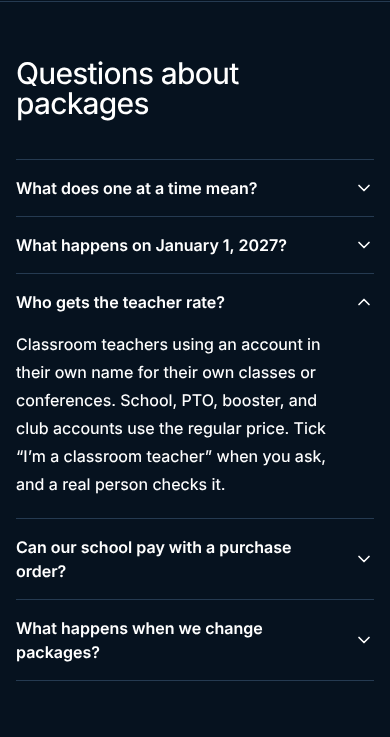 Questions about
packages
What does one at a time mean?
What happens on January 1, 2027?
Who gets the teacher rate?
Classroom teachers using an account in
their own name for their own classes or
conferences. School, PTO, booster, and
club accounts use the regular price. Tick
“I’m a classroom teacher” when you ask,
and a real person checks it.
Can our school pay with a purchase
order?
What happens when we change
packages?